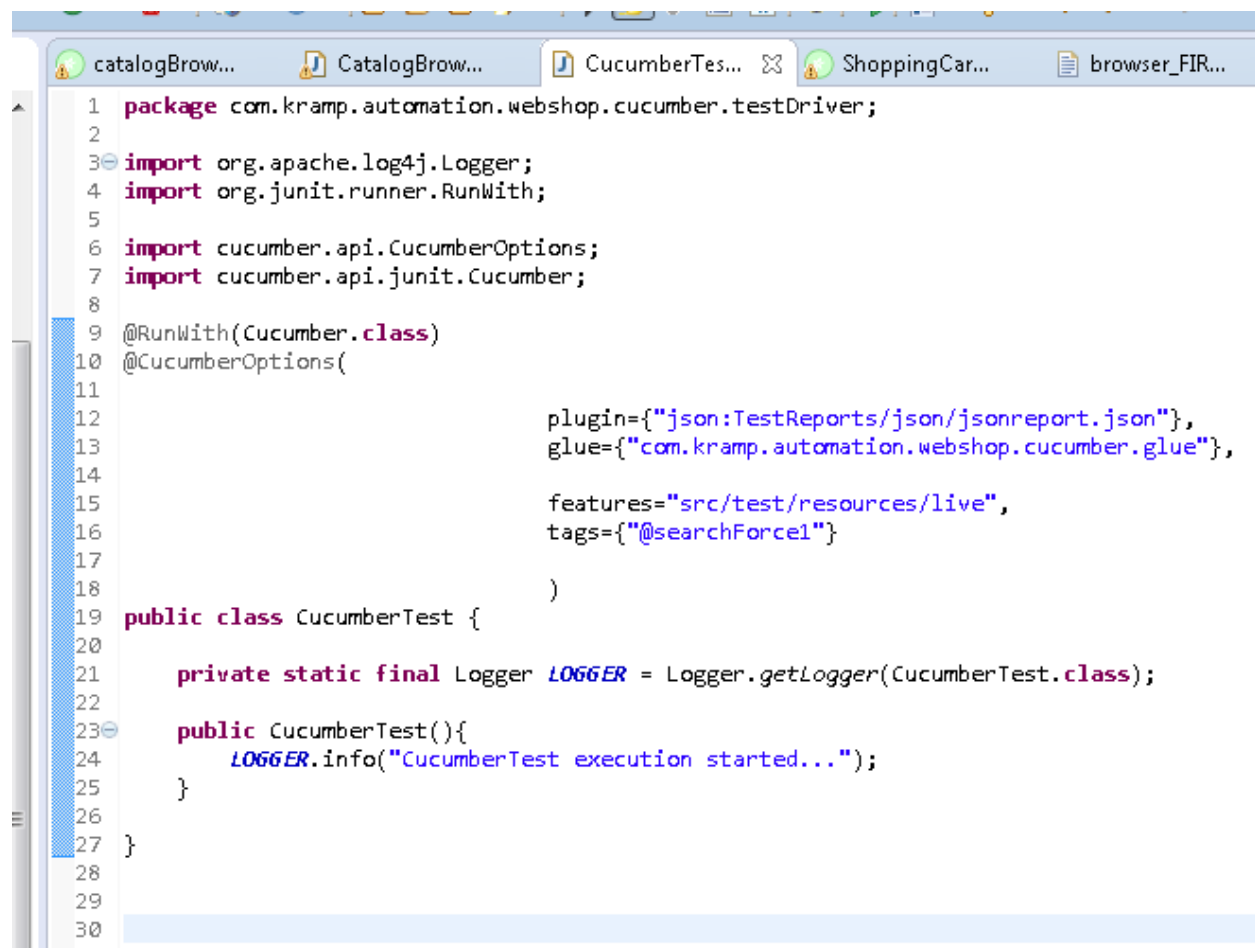 catalogBrow... CatalogBrow... CucumberTes... ShoppingCar... browser_FIR...
1 package com.kramp.automation.webshop.cucumber.testDriver;
2
3 import org.apache.log4j.Logger;
4 import org.junit.runner.RunWith;
5
6 import cucumber.api.CucumberOptions;
7 import cucumber.api.junit.Cucumber;
8
9 @RunWith(Cucumber.class)
10 @CucumberOptions(
11
12 plugin={"json:TestReports/json/jsonreport.json"},
13 glue={"com.kramp.automation.webshop.cucumber.glue"},
14
15 features="src/test/resources/live",
16 tags={"@searchForce1"}
17
18 )
19 public class CucumberTest {
20
21 private static final Logger LOGGER = Logger.getLogger(CucumberTest.class);
22
23 public CucumberTest(){
24 LOGGER.info("CucumberTest execution started...");
25 }
26
27 }
28
29
30